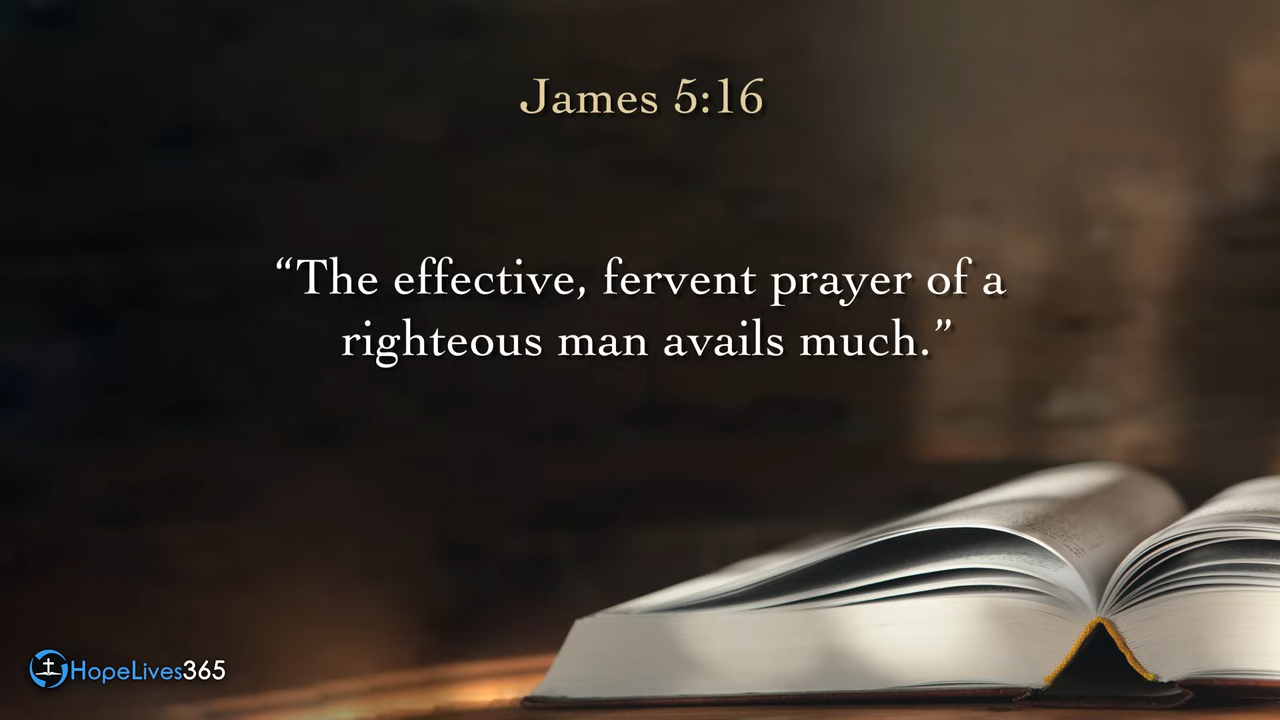 James 5:16
“The effective, fervent prayer of a
righteous man avails much.”
HopeLives365